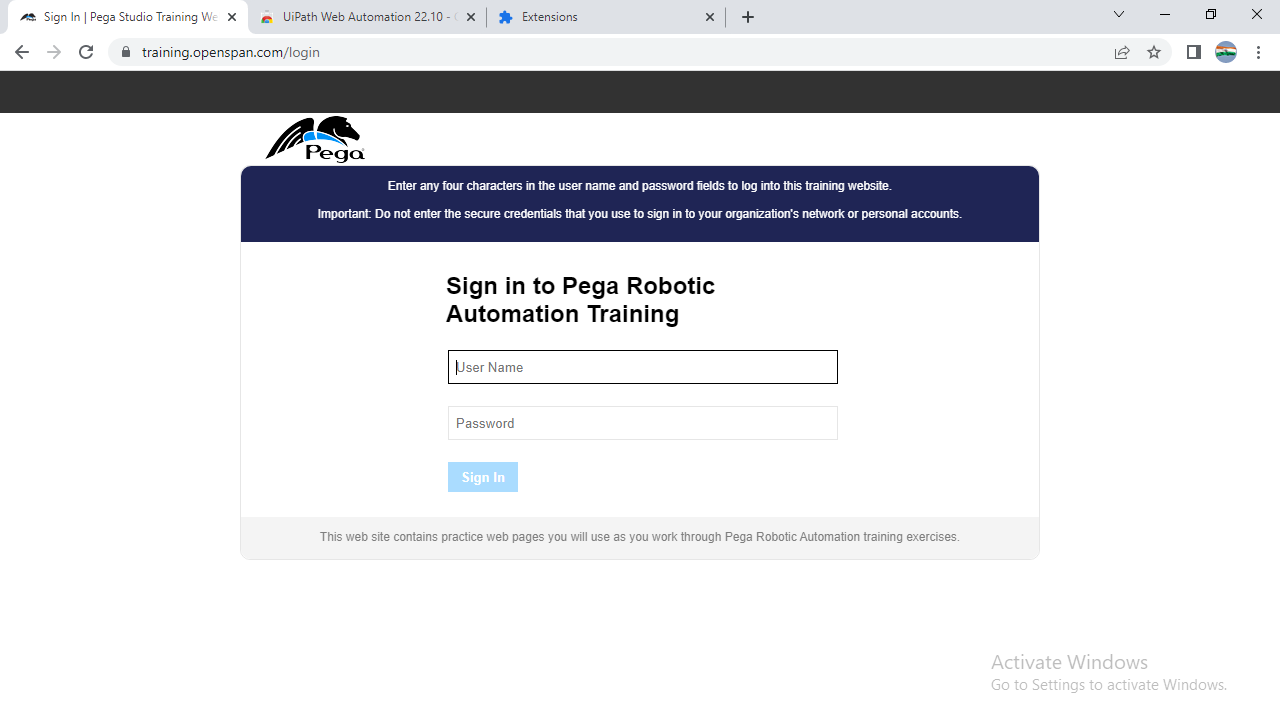 Sign In | Pega Studio Training We
UiPath Web Automation 22.10 -
Extensions
training.openspan.com/login
Pega
Enter any four characters in the user name and password fields to log into this training website.
Important: Do not enter the secure credentials that you use to sign in to your organization's network or personal accounts.
Sign in to Pega Robotic
Automation Training
User Name
Password
Sign In
This web site contains practice web pages you will use as you work through Pega Robotic Automation training exercises.
Activate Windows
Go to Settings to activate Windows.